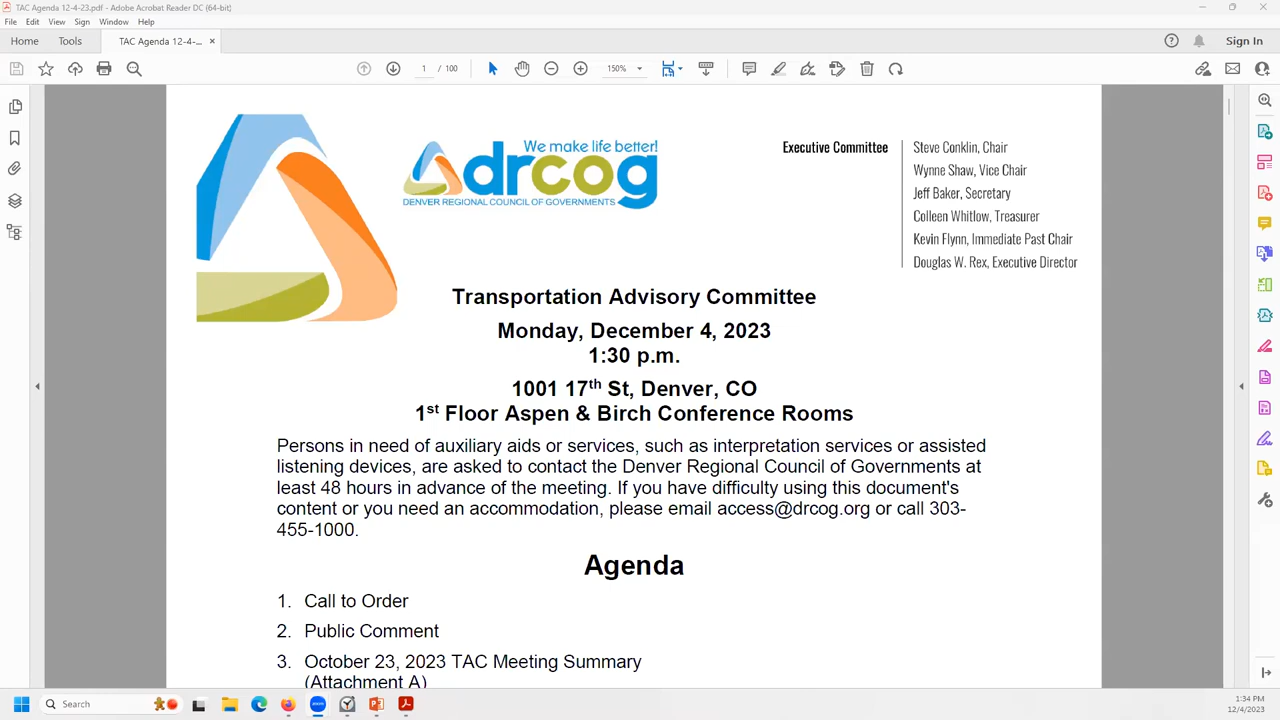 TAC Agenda 12-4-23.pdf - Adobe Acrobat Reader DC (64-bit)
File Edit View Sign Window Help
Home Tools TAC Agenda 12-4-... × Sign In
1 / 100 150%
We make life better!
drcog
DENVER REGIONAL COUNCIL OF GOVERNMENTS
Executive Committee
Steve Conklin, Chair
Wynne Shaw, Vice Chair
Jeff Baker, Secretary
Colleen Whitlow, Treasurer
Kevin Flynn, Immediate Past Chair
Douglas W. Rex, Executive Director
Transportation Advisory Committee
Monday, December 4, 2023
1:30 p.m.
1001 17th St, Denver, CO
1st Floor Aspen & Birch Conference Rooms
Persons in need of auxiliary aids or services, such as interpretation services or assisted
listening devices, are asked to contact the Denver Regional Council of Governments at
least 48 hours in advance of the meeting. If you have difficulty using this document's
content or you need an accommodation, please email access@drcog.org or call 303-
455-1000.
Agenda
1. Call to Order
2. Public Comment
3. October 23, 2023 TAC Meeting Summary
(Attachment A)
Search
1:34 PM
12/4/2023